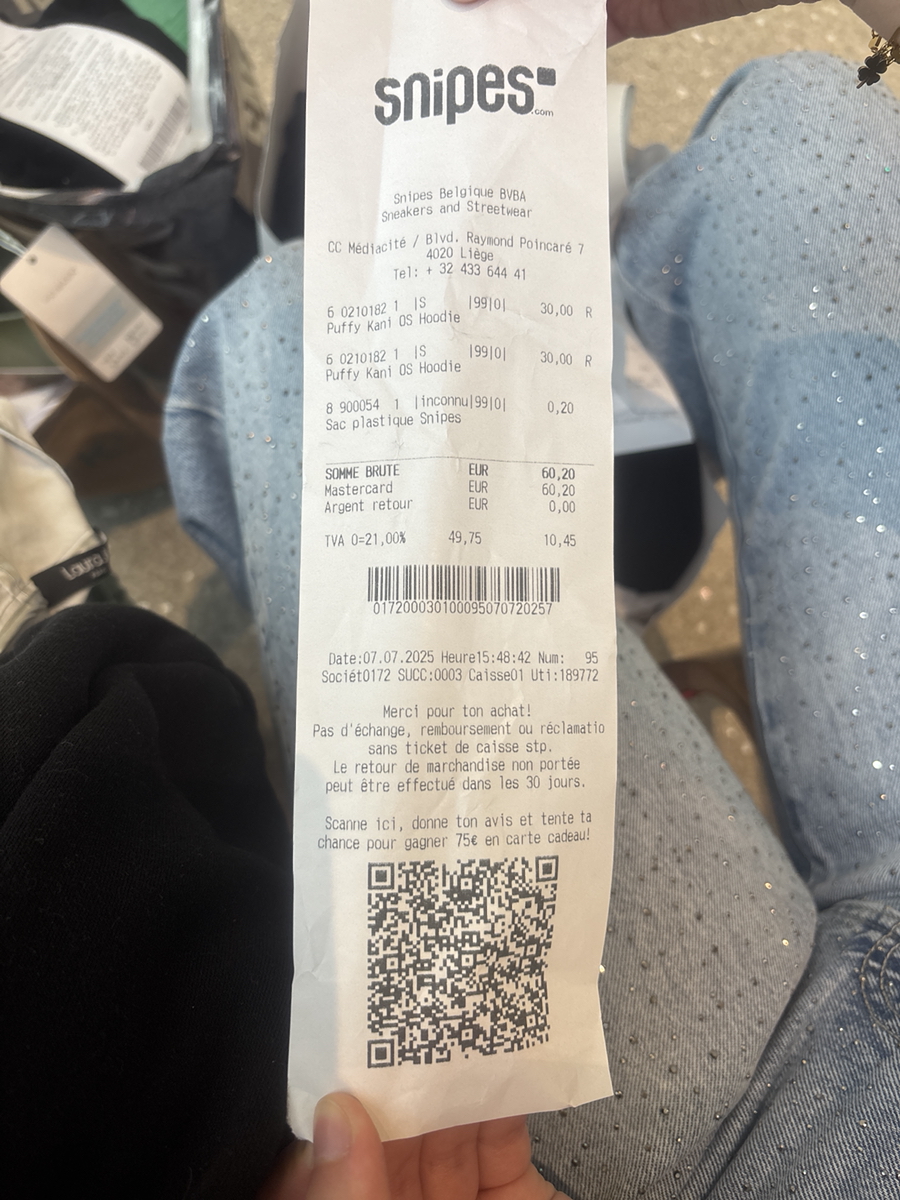 snipes
.com
Snipes Belgique BVBA
Sneakers and Streetwear
CC Médiacité / Blvd. Raymond Poincaré 7
4020 Liège
Tel: + 32 433 644 41
6 0210182 1 |S |99|0| 30,00 R
Puffy Kani OS Hoodie
6 0210182 1 |S |99|0| 30,00 R
Puffy Kani OS Hoodie
8 900054 1 |inconnu|99|0| 0,20
Sac plastique Snipes
SOMME BRUTE EUR 60,20
Mastercard EUR 60,20
Argent retour EUR 0,00
TVA 0=21,00% 49,75 10,45
017200030100095070720257
Date:07.07.2025 Heure15:48:42 Num: 95
Sociét0172 SUCC:0003 Caisse01 Uti:189772
Merci pour ton achat!
Pas d'échange, remboursement ou réclamatio
sans ticket de caisse stp.
Le retour de marchandise non portée
peut être effectué dans les 30 jours.
Scanne ici, donne ton avis et tente ta
chance pour gagner 75€ en carte cadeau!